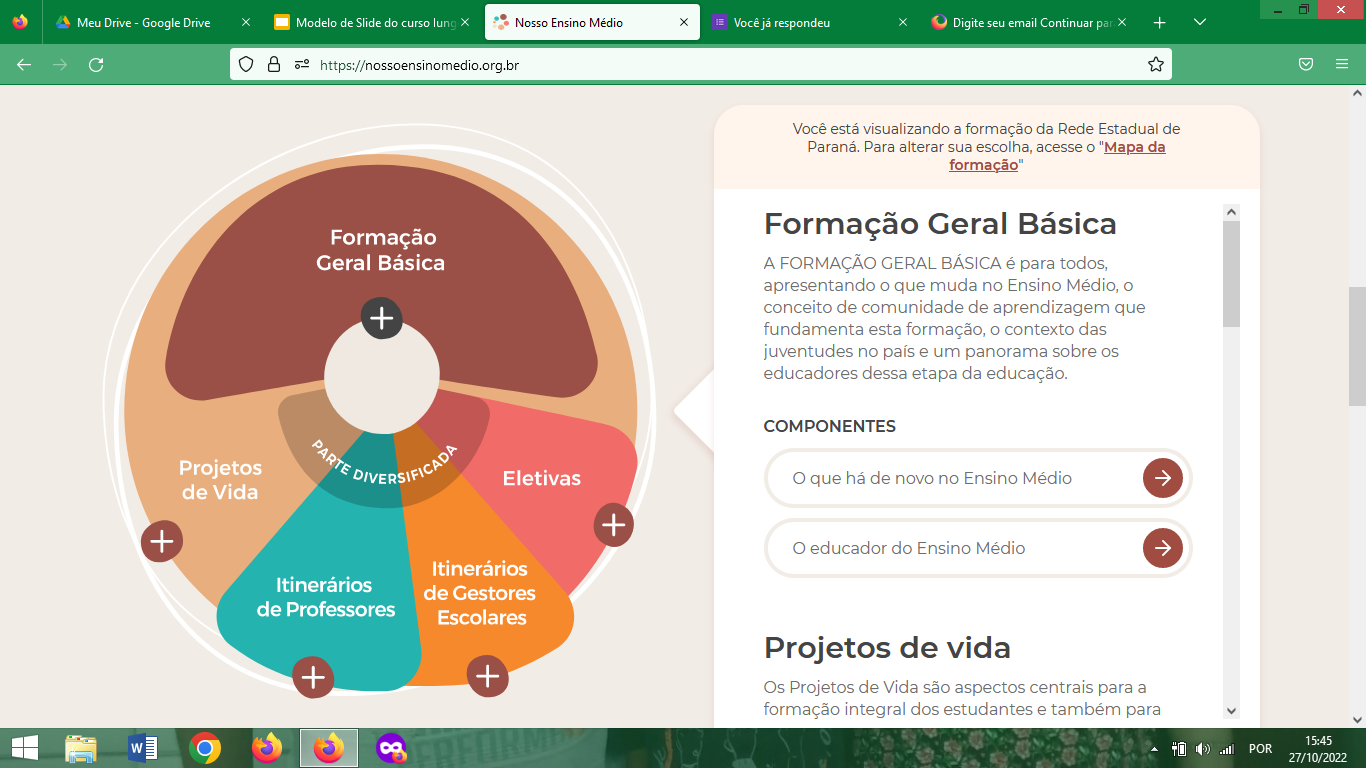 Meu Drive - Google Drive
Modelo de Slide do curso lung
Nosso Ensino Médio
Você já respondeu
Digite seu email Continuar par
https://nossoensinomedio.org.br
Formação
Geral Básica
PARTE DIVERSIFICADA
Projetos
de Vida
Eletivas
Itinerários
de Professores
Itinerários
de Gestores
Escolares
Você está visualizando a formação da Rede Estadual de
Paraná. Para alterar sua escolha, acesse o "Mapa da
formação"
Formação Geral Básica
A FORMAÇÃO GERAL BÁSICA é para todos,
apresentando o que muda no Ensino Médio, o
conceito de comunidade de aprendizagem que
fundamenta esta formação, o contexto das
juventudes no país e um panorama sobre os
educadores dessa etapa da educação.
COMPONENTES
O que há de novo no Ensino Médio
O educador do Ensino Médio
Projetos de vida
Os Projetos de Vida são aspectos centrais para a
formação integral dos estudantes e também para
POR
15:45
27/10/2022